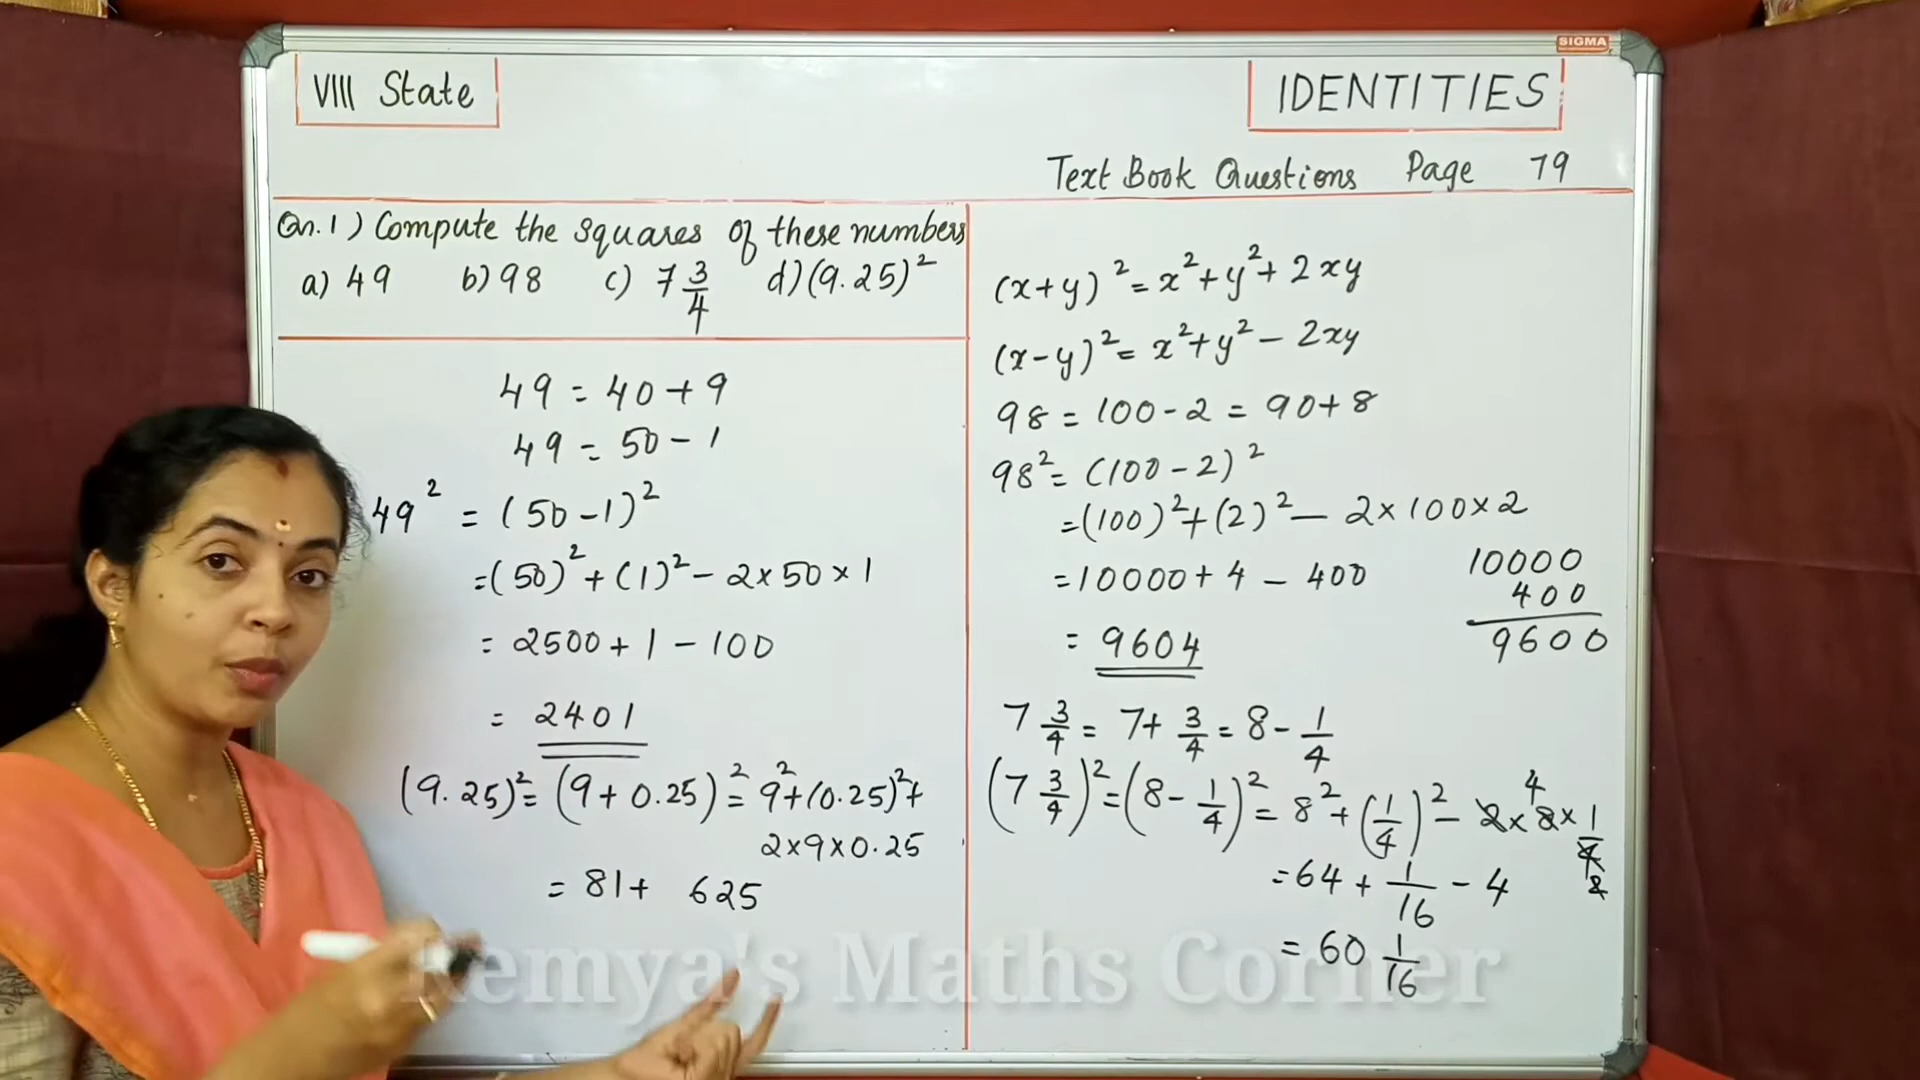 SIGMA
VIII State
IDENTITIES
Text Book Questions Page 79
Qn. 1) Compute the squares of these numbers
a) 49 b) 98 c) 7 3/4 d) (9.25)²
49 = 40 + 9
49 = 50 - 1
49² = (50 - 1)²
= (50)² + (1)² - 2 × 50 × 1
= 2500 + 1 - 100
= 2401
(9.25)² = (9 + 0.25)² = 9² + (0.25)² +
2 × 9 × 0.25
= 81 + 625
(x + y)² = x² + y² + 2xy
(x - y)² = x² + y² - 2xy
98 = 100 - 2 = 90 + 8
98² = (100 - 2)²
= (100)² + (2)² - 2 × 100 × 2
= 10000 + 4 - 400
= 9604
10000
400
9600
7 3/4 = 7 + 3/4 = 8 - 1/4
(7 3/4)² = (8 - 1/4)² = 8² + (1/4)² - 2 × 8 × 1/4
4
2
= 64 + 1/16 - 4
= 60 1/16
Remya's Maths Corner